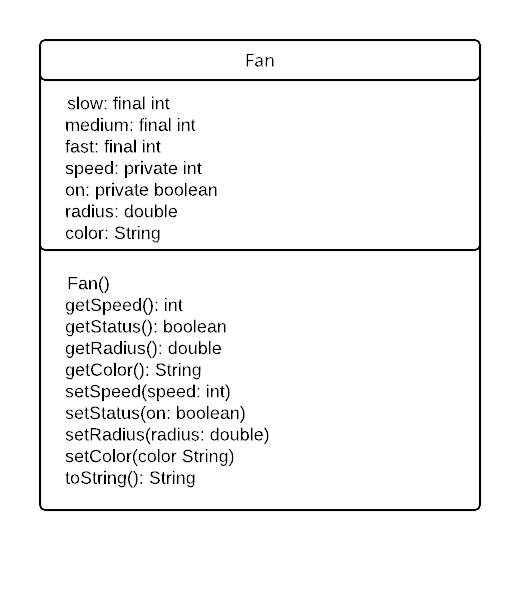 Fan
slow: final int
medium: final int
fast: final int
speed: private int
on: private boolean
radius: double
color: String
Fan()
getSpeed(): int
getStatus(): boolean
getRadius(): double
getColor(): String
setSpeed(speed: int)
setStatus(on: boolean)
setRadius(radius: double)
setColor(color String)
toString(): String